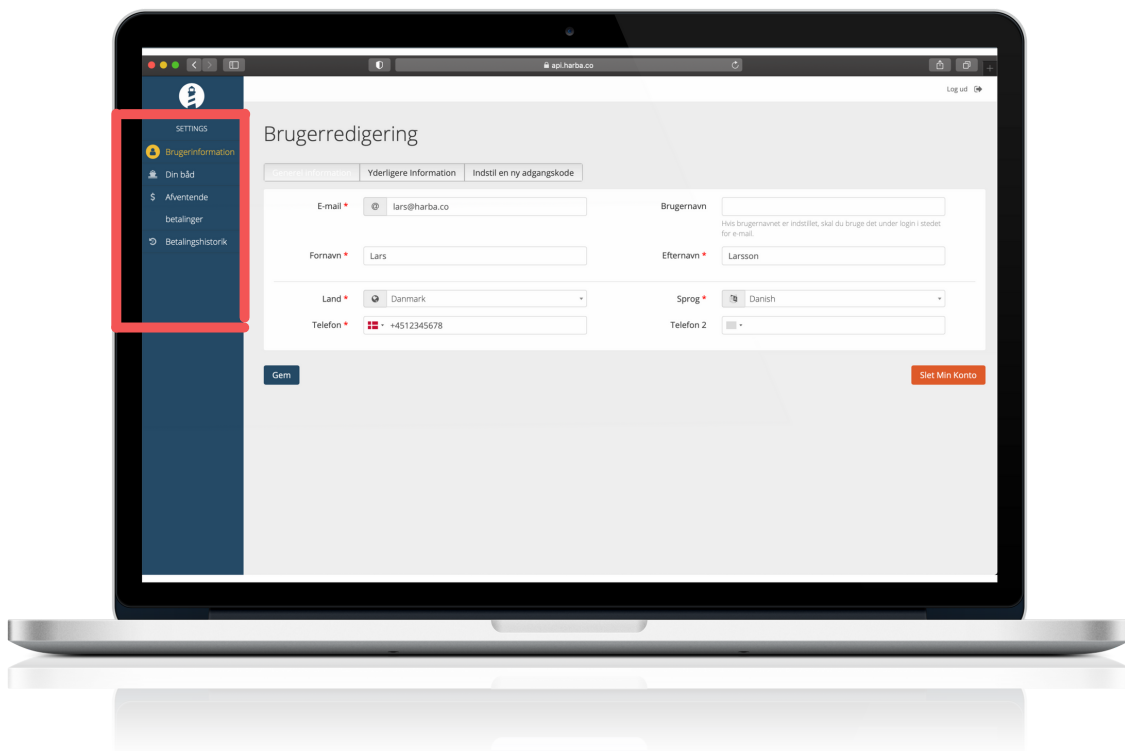 api.harba.co
Log ud
SETTINGS
Brugerinformation
Din båd
$ Afventende
betalinger
Betalingshistorik
Brugerredigering
General information Yderligere Information Indstil en ny adgangskode
E-mail * @ lars@harba.co
Brugernavn
Hvis brugernavnet er indstillet, skal du bruge det under login i stedet
for e-mail.
Fornavn * Lars
Efternavn * Larsson
Land * Danmark
Sprog * Danish
Telefon * +4512345678
Telefon 2
Gem
Slet Min Konto